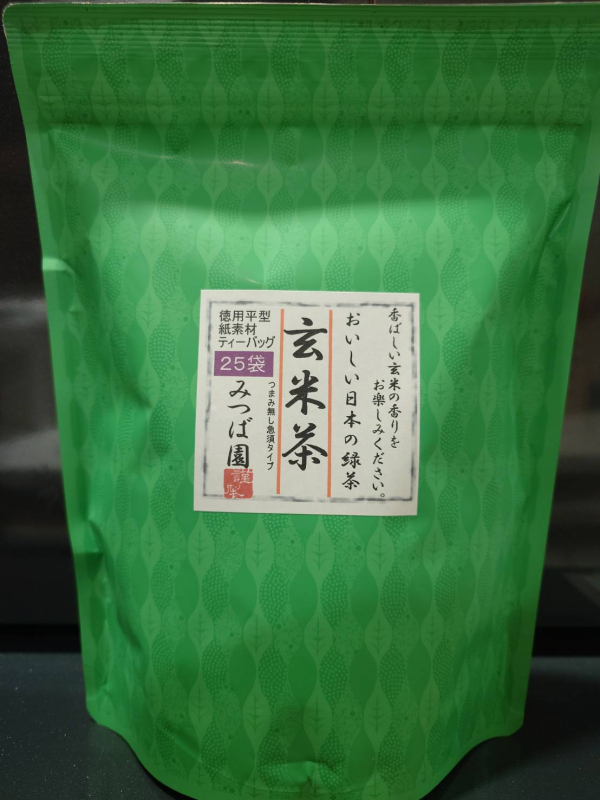 香ばしい玄米の香りを
お楽しみください。
おいしい日本の緑茶
玄米茶
徳用平型
紙素材
ティーバッグ
25袋
つまみ無し急須タイプ
みつば園
謹製